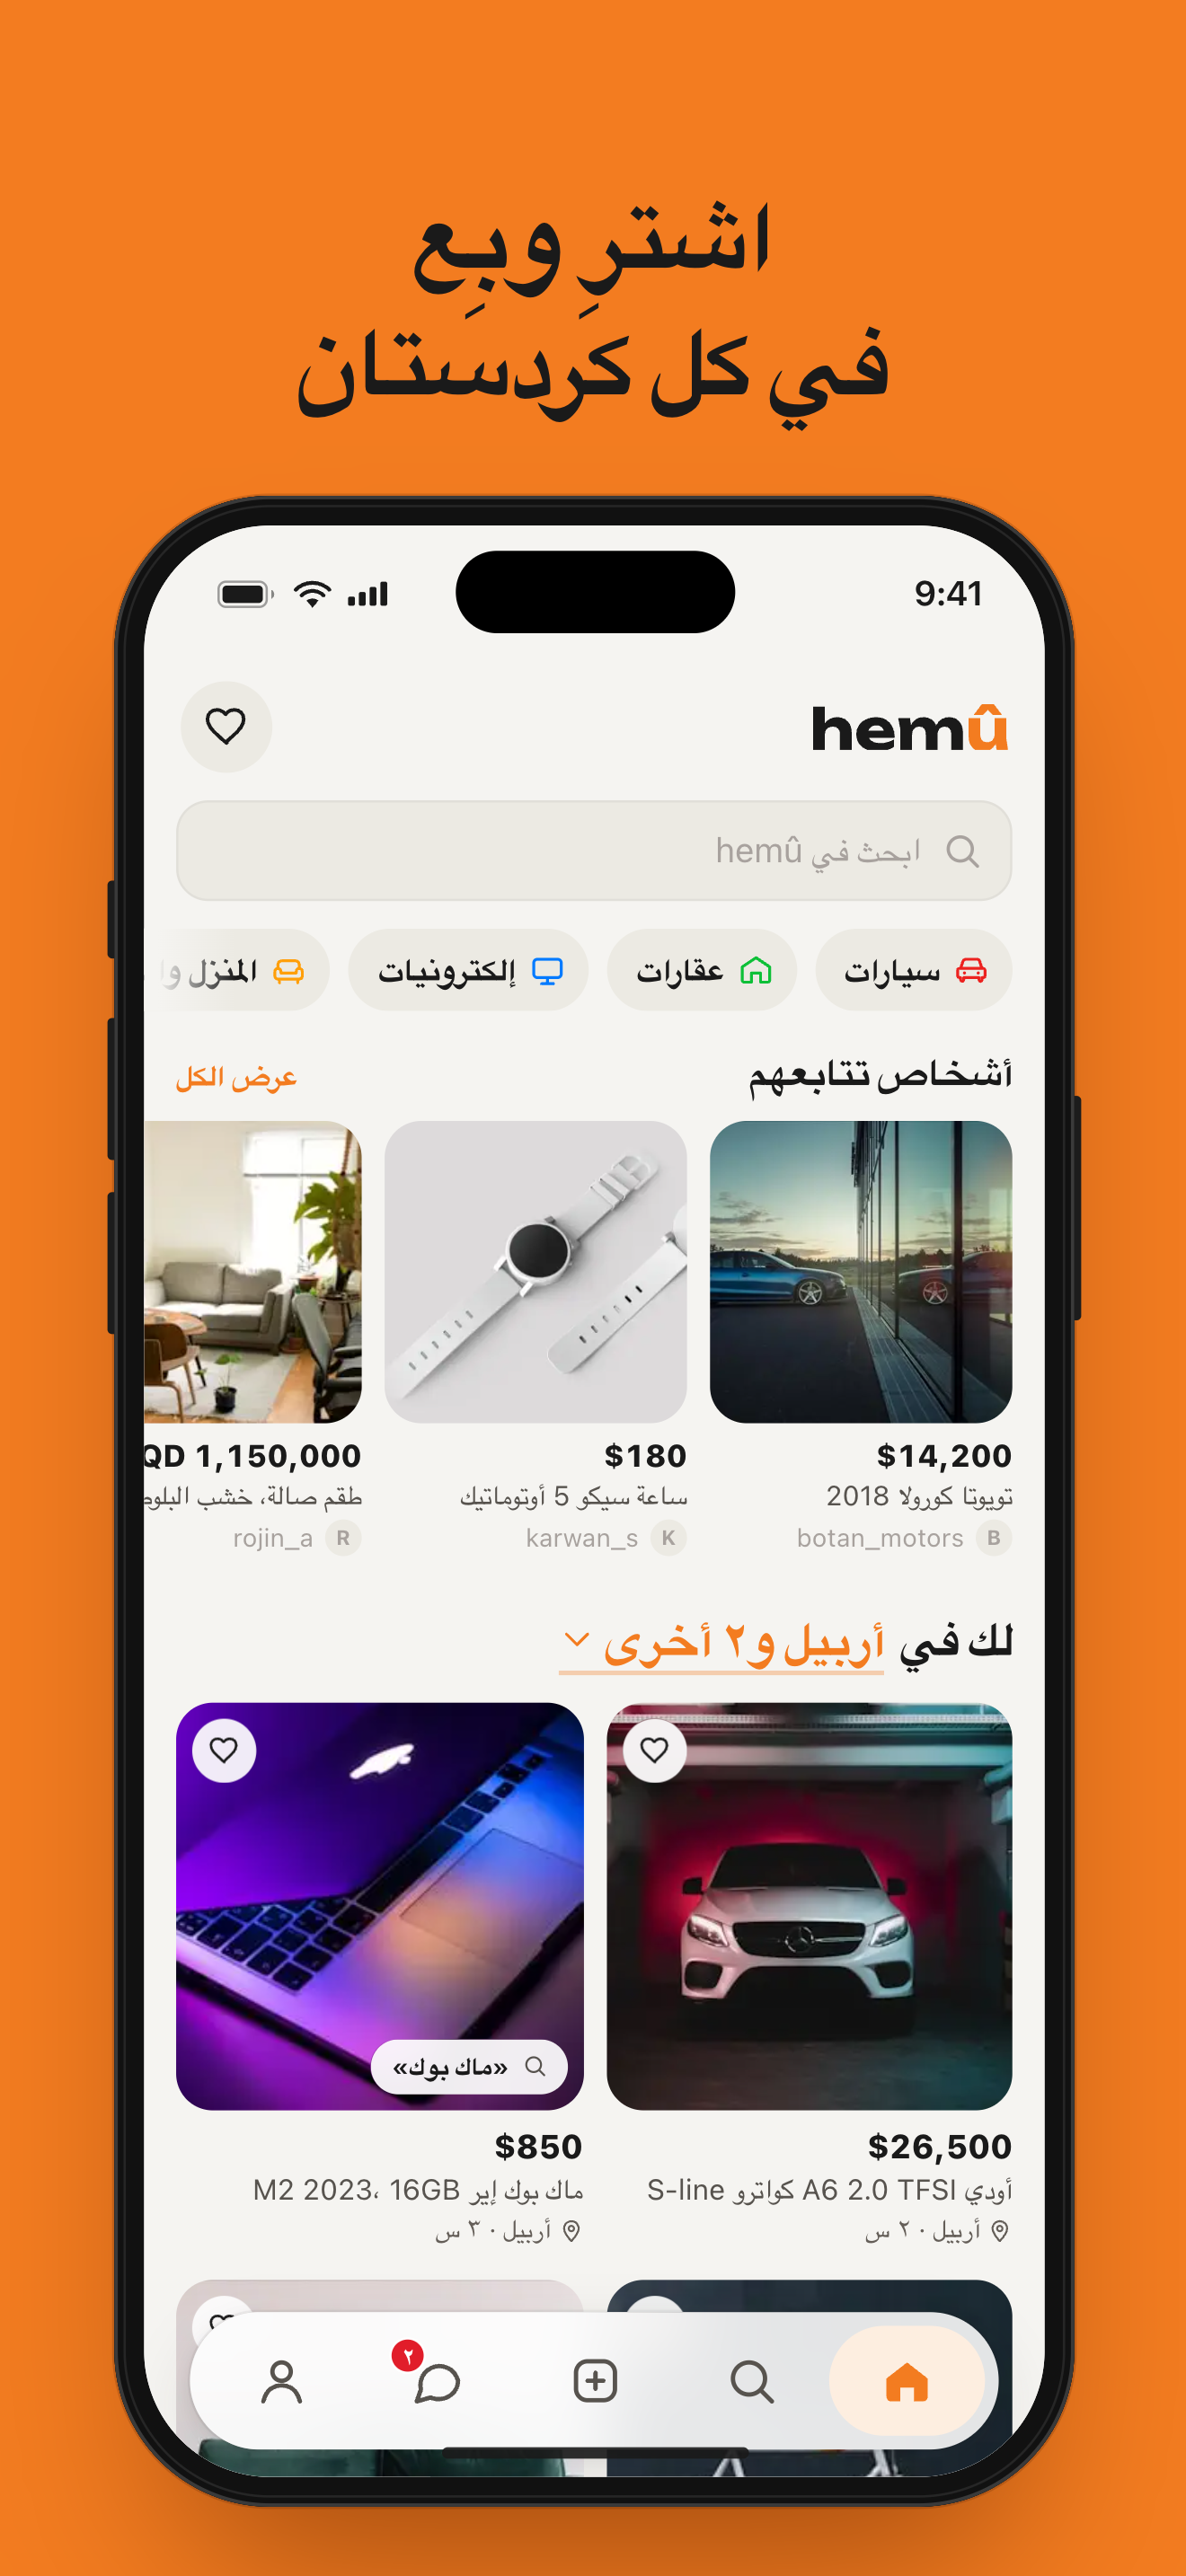 اشترِ وبِع
في كل كردستان
9:41
hemû
ابحث في hemû
سيارات
عقارات
إلكترونيات
المنزل وا
أشخاص تتابعهم
عرض الكل
$14,200
تويوتا كورولا 2018
B botan_motors
$180
ساعة سيكو 5 أوتوماتيك
K karwan_s
QD 1,150,000
طقم صالة، خشب البلوط
R rojin_a
لك في أربيل و٢ أخرى
$26,500
أودي A6 2.0 TFSI كواترو S-line
أربيل · ٢ س
«ماك بوك»
$850
ماك بوك إير M2 2023، 16GB
أربيل · ٣ س
٢